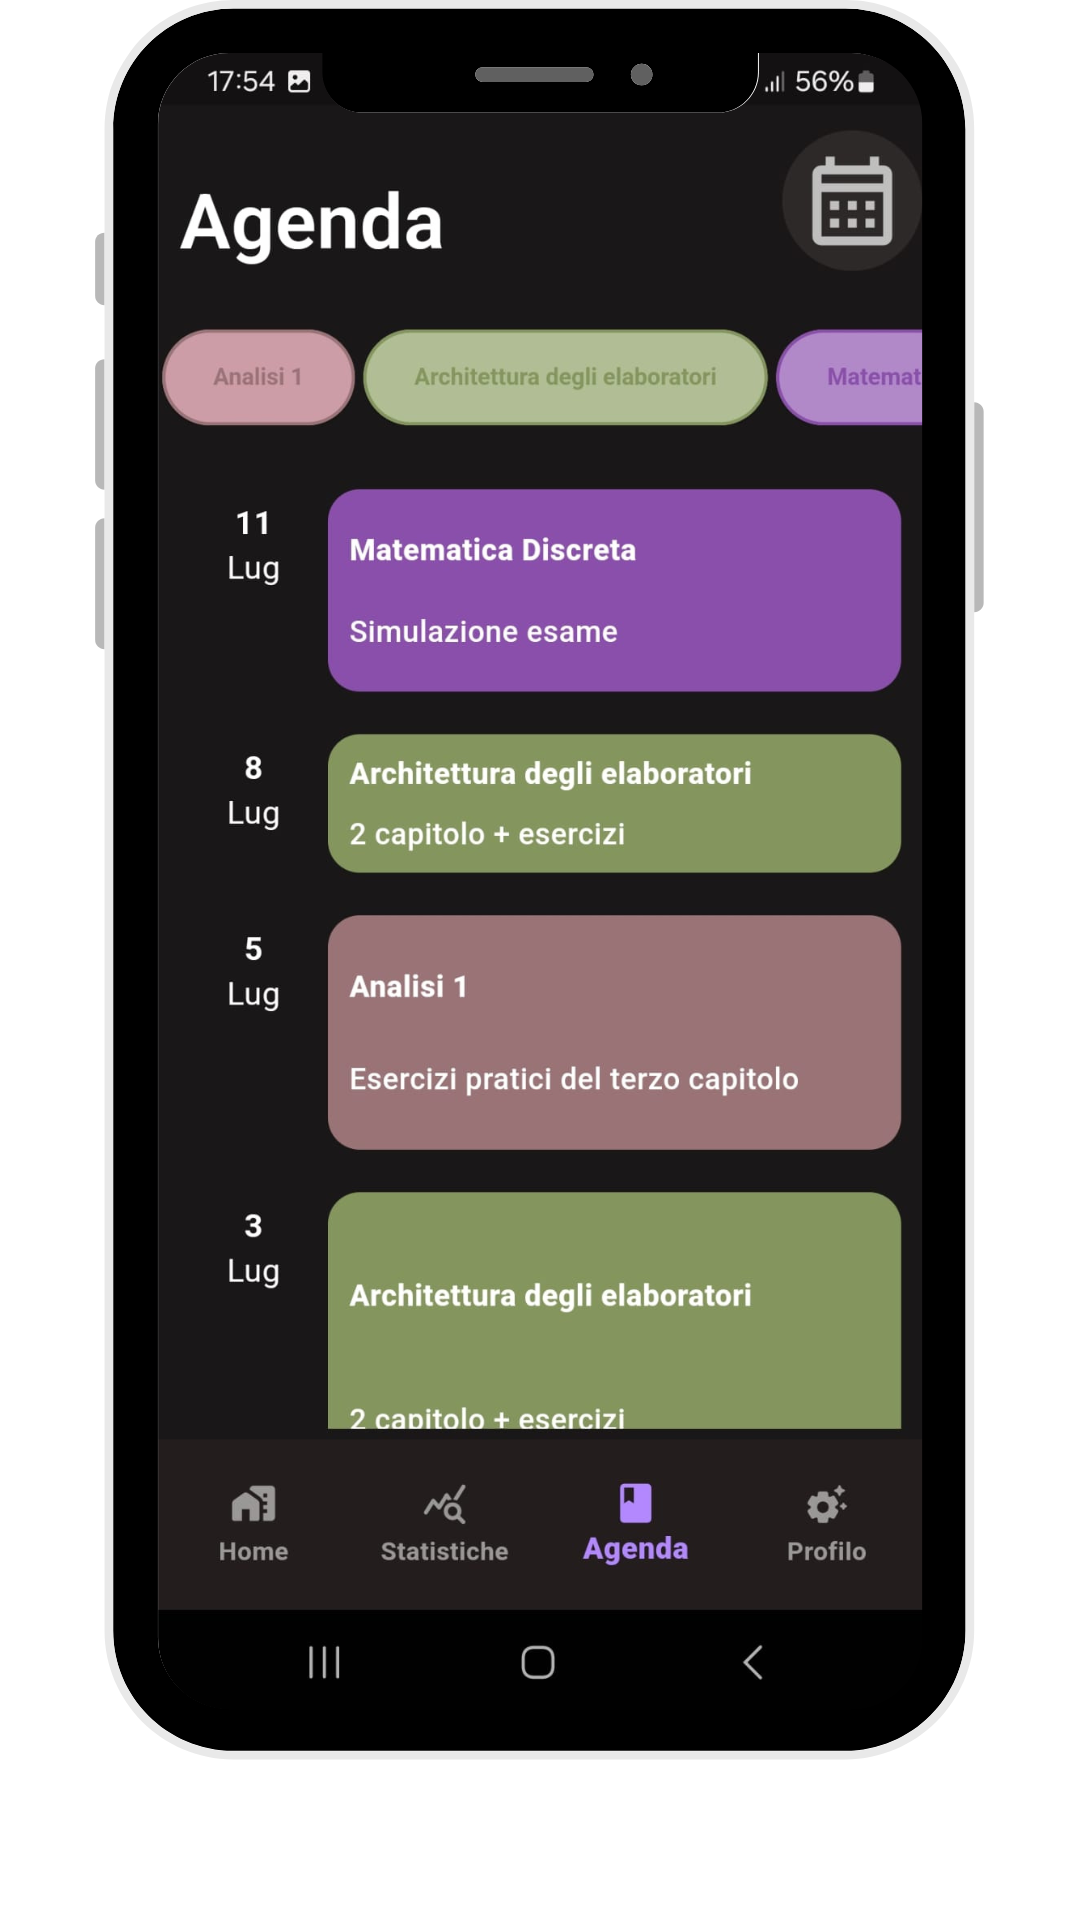 17:54
56%
Agenda
Analisi 1
Architettura degli elaboratori
Matemat
11
Lug
Matematica Discreta
Simulazione esame
8
Lug
Architettura degli elaboratori
2 capitolo + esercizi
5
Lug
Analisi 1
Esercizi pratici del terzo capitolo
3
Lug
Architettura degli elaboratori
2 capitolo + esercizi
Home
Statistiche
Agenda
Profilo